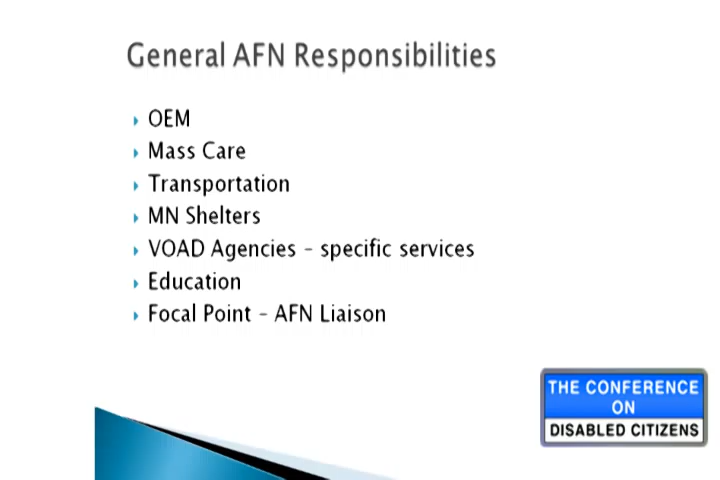 General AFN Responsibilities
OEM
Mass Care
Transportation
MN Shelters
VOAD Agencies – specific services
Education
Focal Point – AFN Liaison
THE CONFERENCE
ON
DISABLED CITIZENS